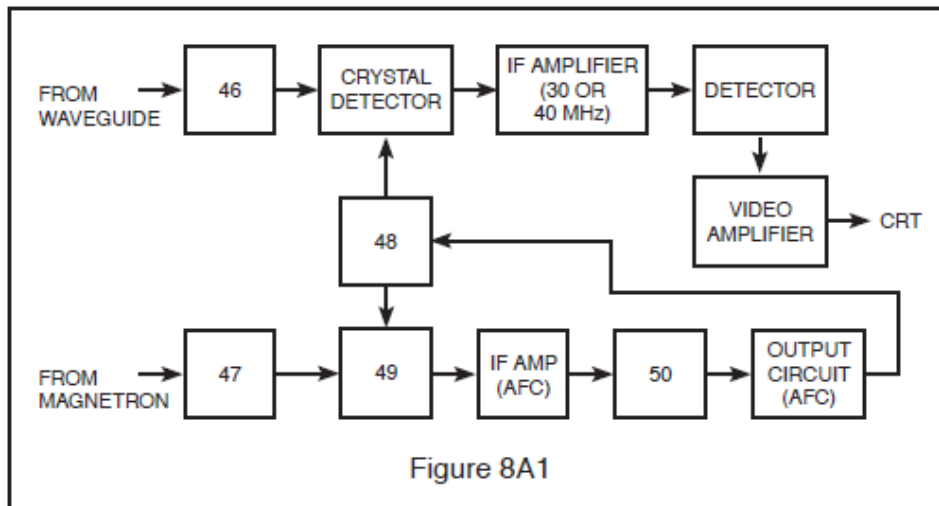 FROM
WAVEGUIDE
46
CRYSTAL
DETECTOR
IF AMPLIFIER
(30 OR
40 MHz)
DETECTOR
VIDEO
AMPLIFIER
CRT
48
FROM
MAGNETRON
47
49
IF AMP
(AFC)
50
OUTPUT
CIRCUIT
(AFC)
Figure 8A1